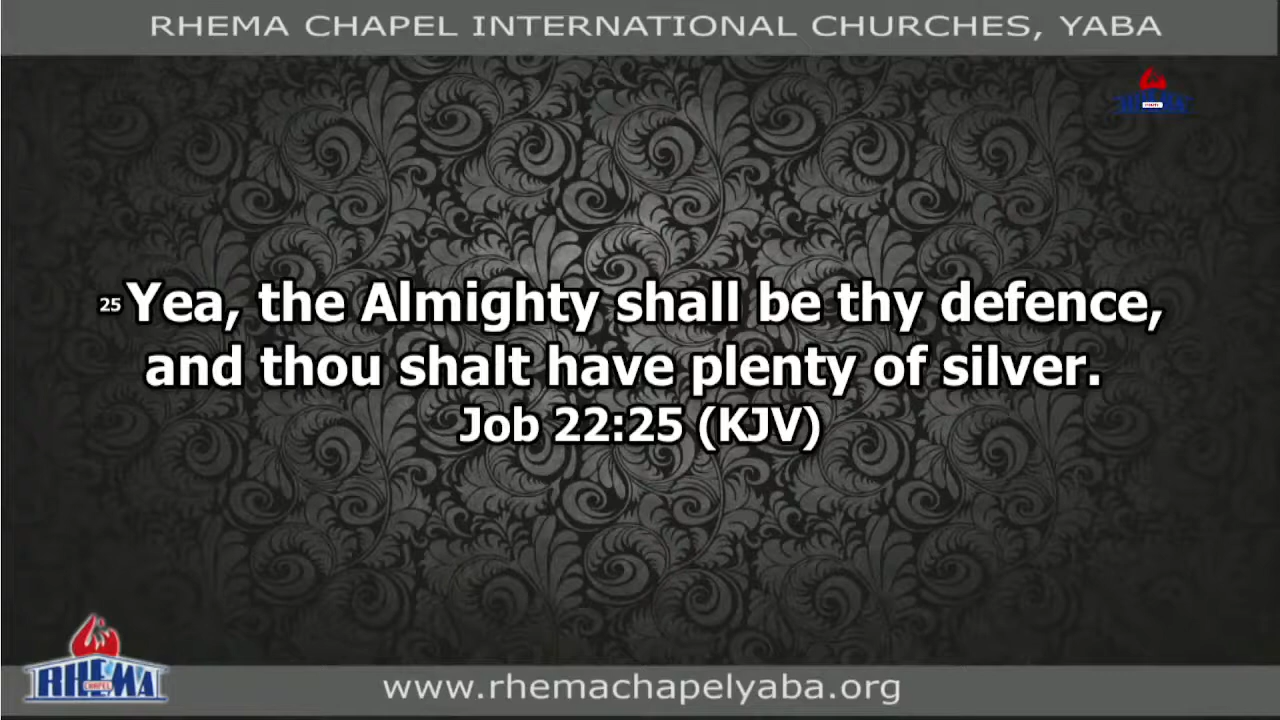 RHEMA CHAPEL INTERNATIONAL CHURCHES, YABA
25 Yea, the Almighty shall be thy defence,
and thou shalt have plenty of silver.
Job 22:25 (KJV)
RHEMA
CHAPEL
www.rhemachapelyaba.org